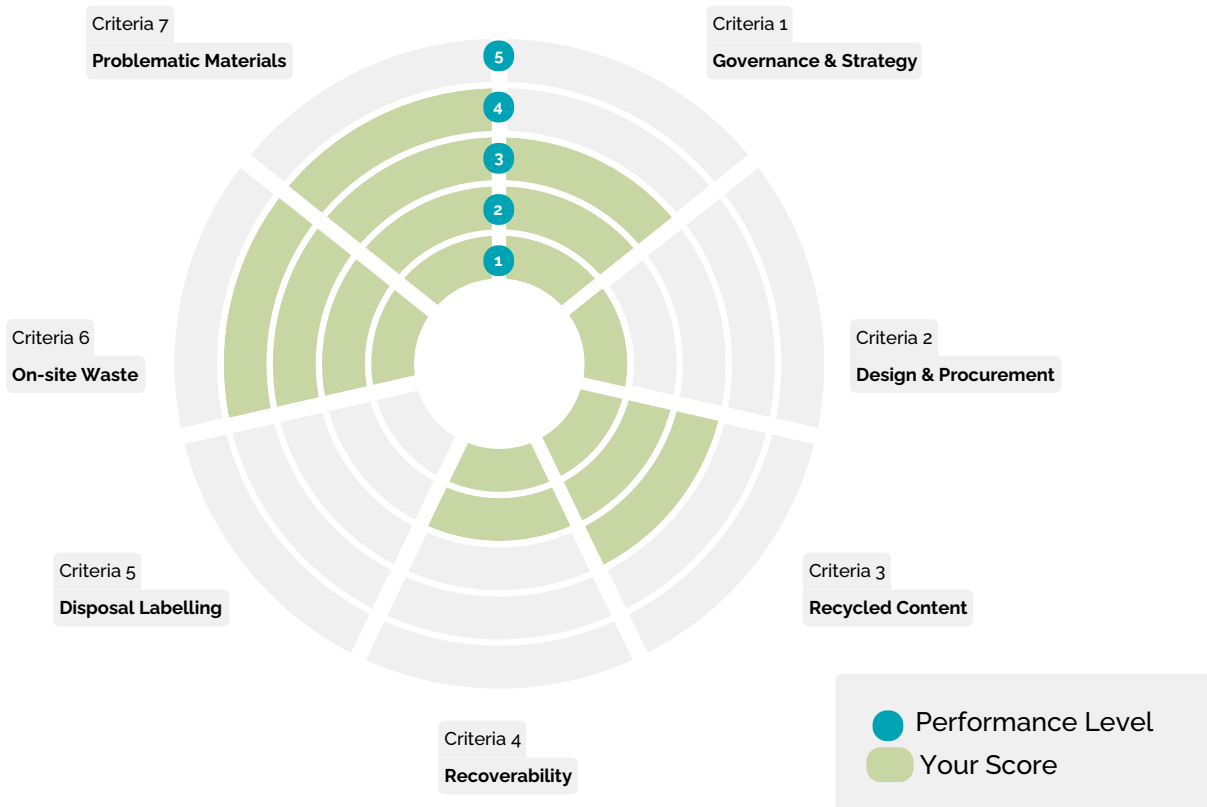 Criteria 7
Problematic Materials
Criteria 1
Governance & Strategy
5
4
3
2
1
Criteria 6
On-site Waste
Criteria 2
Design & Procurement
Criteria 5
Disposal Labelling
Criteria 3
Recycled Content
Criteria 4
Recoverability
Performance Level
Your Score